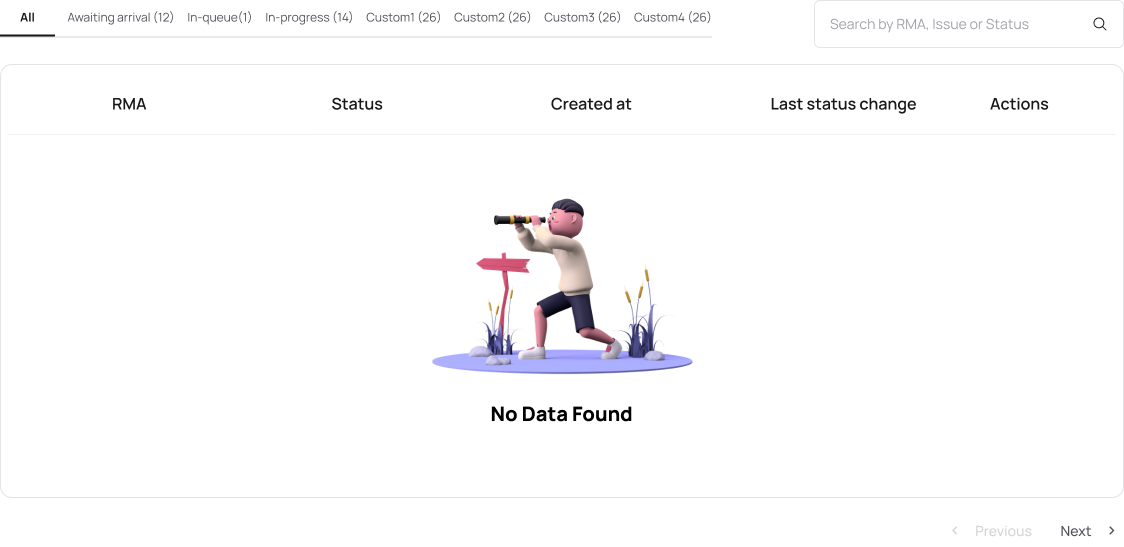 All Awaiting arrival (12) In-queue(1) In-progress (14) Custom1 (26) Custom2 (26) Custom3 (26) Custom4 (26)
Search by RMA, Issue or Status
RMA Status Created at Last status change Actions
No Data Found
Previous Next